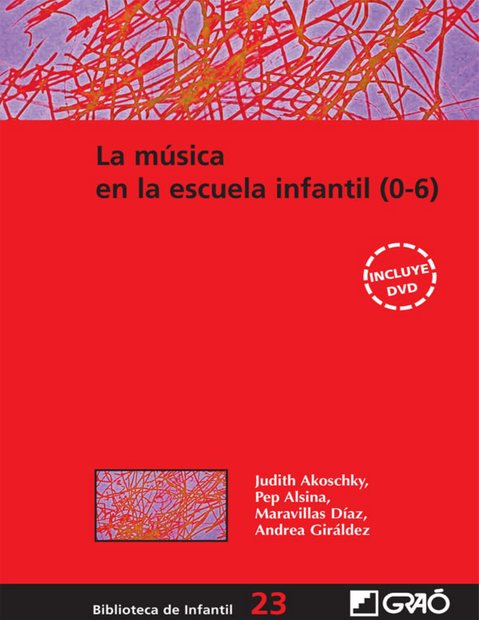 La música
en la escuela infantil (0-6)
INCLUYE
DVD
Judith Akoschky,
Pep Alsina,
Maravillas Díaz,
Andrea Giráldez
Biblioteca de Infantil 23 GRAÓ